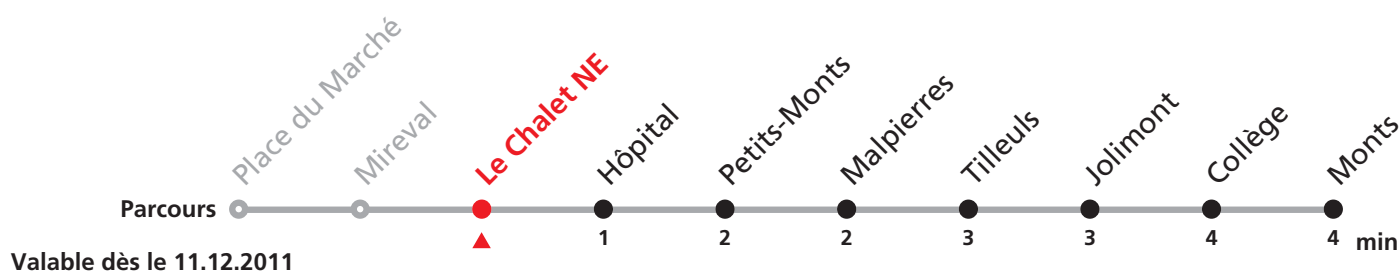 Place du Marché
Mireval
Le Chalet NE
Hôpital
Petits-Monts
Malpierres
Tilleuls
Jolimont
Collège
Monts
Parcours
1 2 2 3 3 4 4 min
Valable dès le 11.12.2011